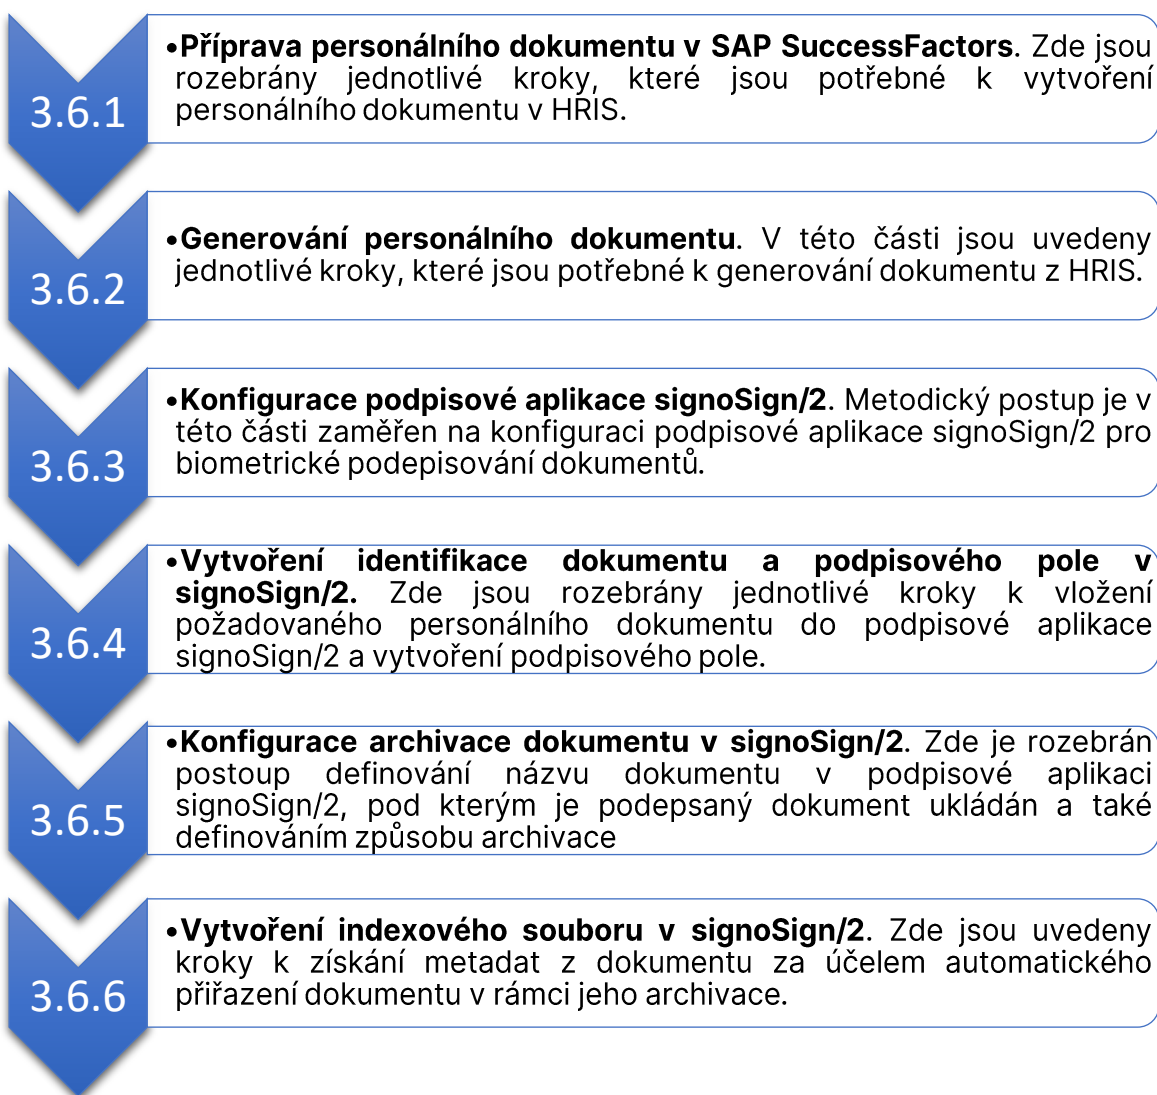 3.6.1
•Příprava personálního dokumentu v SAP SuccessFactors. Zde jsou
rozebrány jednotlivé kroky, které jsou potřebné k vytvoření
personálního dokumentu v HRIS.
3.6.2
•Generování personálního dokumentu. V této části jsou uvedeny
jednotlivé kroky, které jsou potřebné k generování dokumentu z HRIS.
3.6.3
•Konfigurace podpisové aplikace signoSign/2. Metodický postup je v
této části zaměřen na konfiguraci podpisové aplikace signoSign/2 pro
biometrické podepisování dokumentů.
3.6.4
•Vytvoření identifikace dokumentu a podpisového pole v
signoSign/2. Zde jsou rozebrány jednotlivé kroky k vložení
požadovaného personálního dokumentu do podpisové aplikace
signoSign/2 a vytvoření podpisového pole.
3.6.5
•Konfigurace archivace dokumentu v signoSign/2. Zde je rozebrán
postoup definování názvu dokumentu v podpisové aplikaci
signoSign/2, pod kterým je podepsaný dokument ukládán a také
definováním způsobu archivace
3.6.6
•Vytvoření indexového souboru v signoSign/2. Zde jsou uvedeny
kroky k získání metadat z dokumentu za účelem automatického
přiřazení dokumentu v rámci jeho archivace.